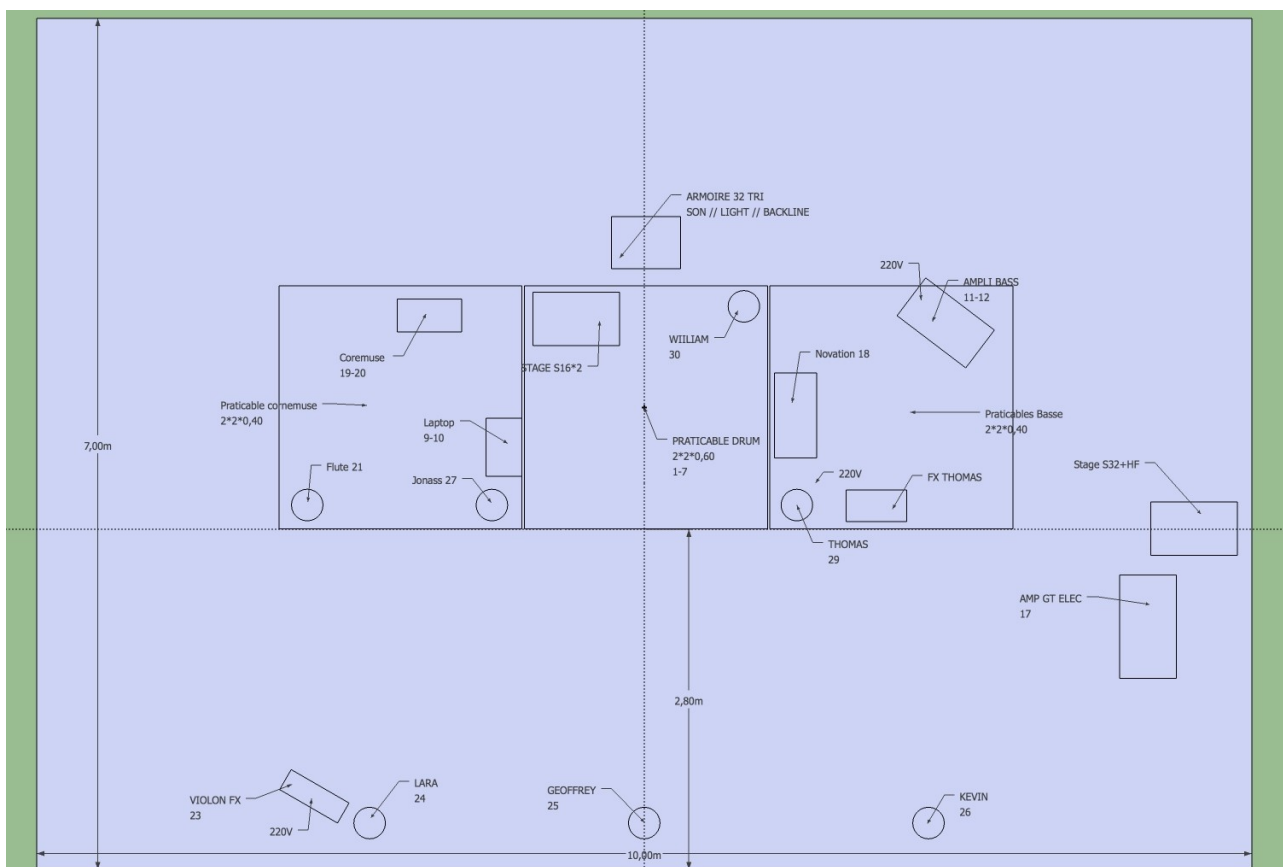 ARMOIRE 32 TRI
SON // LIGHT // BACKLINE
220V
AMPLI BASS
11-12
WIILIAM
30
Coremuse
19-20
STAGE S16*2
Novation 18
Praticable cornemuse
2*2*0,40
Laptop
9-10
Praticables Basse
2*2*0,40
PRATICABLE DRUM
2*2*0,60
1-7
7,00m
Flute 21
Jonass 27
220V
FX THOMAS
Stage S32+HF
THOMAS
29
AMP GT ELEC
17
2,80m
VIOLON FX
23
220V
LARA
24
GEOFFREY
25
KEVIN
26
10,00m